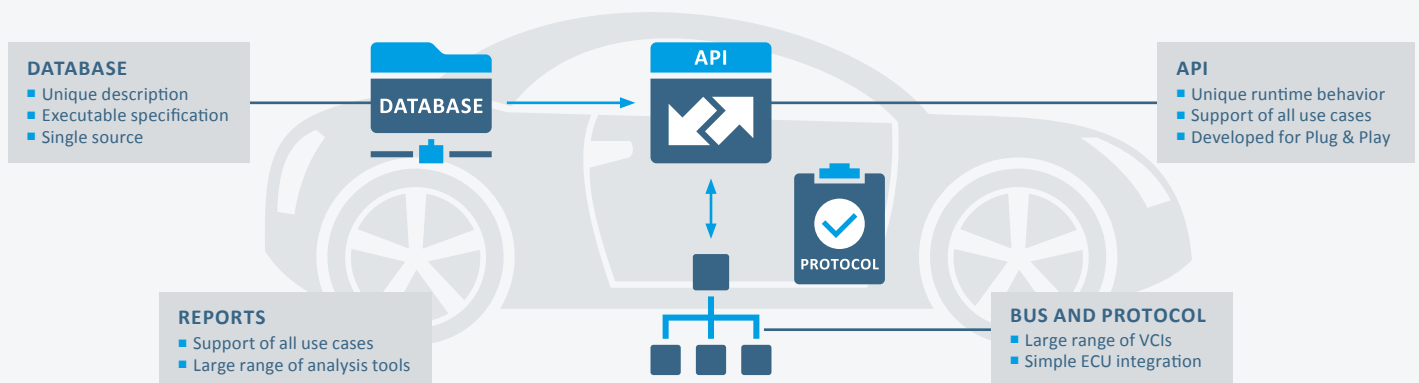 DATABASE
Unique description
Executable specification
Single source
DATABASE
API
API
Unique runtime behavior
Support of all use cases
Developed for Plug & Play
PROTOCOL
REPORTS
Support of all use cases
Large range of analysis tools
BUS AND PROTOCOL
Large range of VCIs
Simple ECU integration